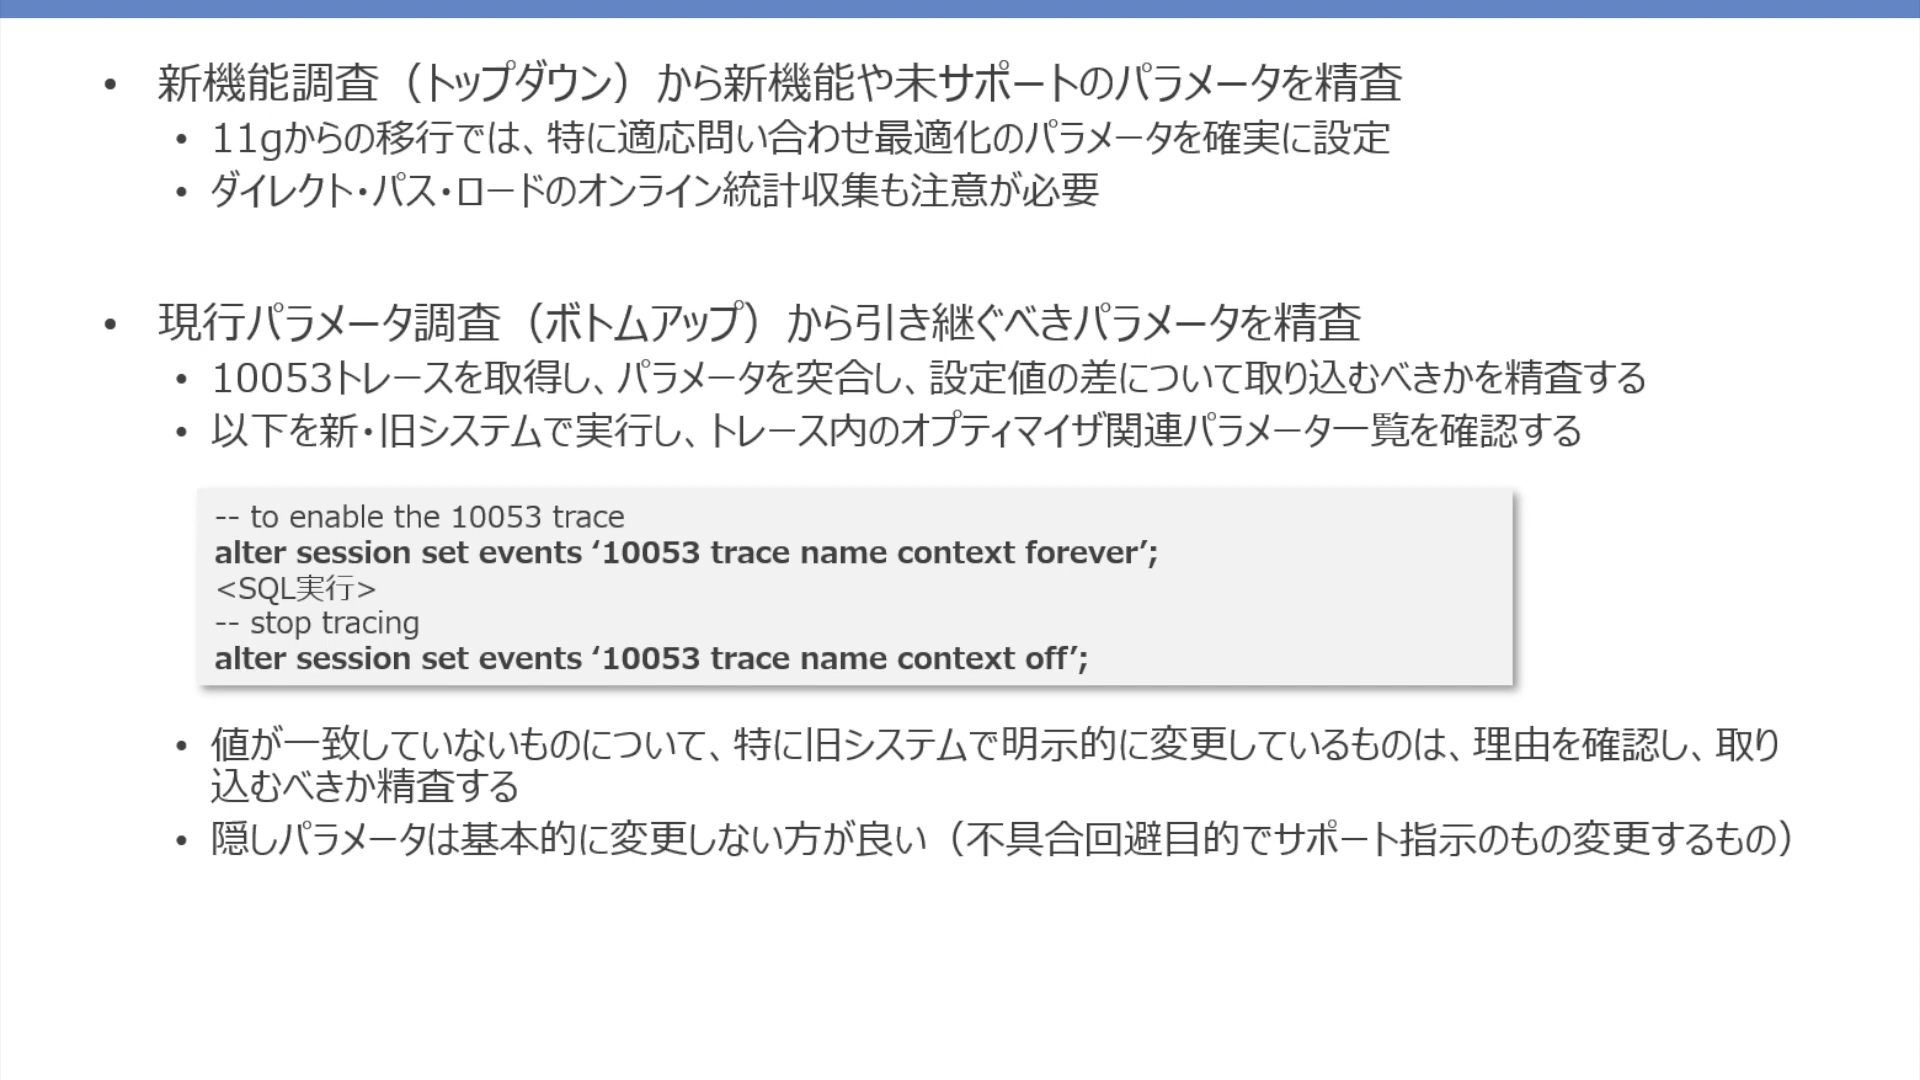 • 新機能調査（トップダウン）から新機能や未サポートのパラメータを精査
• 11gからの移行では、特に適応問い合わせ最適化のパラメータを確実に設定
• ダイレクト・パス・ロードのオンライン統計収集も注意が必要
• 現行パラメータ調査（ボトムアップ）から引き継ぐべきパラメータを精査
• 10053トレースを取得し、パラメータを突合し、設定値の差について取り込むべきかを精査する
• 以下を新・旧システムで実行し、トレース内のオプティマイザ関連パラメータ一覧を確認する
-- to enable the 10053 trace
alter session set events ‘10053 trace name context forever’;
<SQL実行>
-- stop tracing
alter session set events ‘10053 trace name context off’;
• 値が一致していないものについて、特に旧システムで明示的に変更しているものは、理由を確認し、取り
込むべきか精査する
• 隠しパラメータは基本的に変更しない方が良い（不具合回避目的でサポート指示のもの変更するもの）